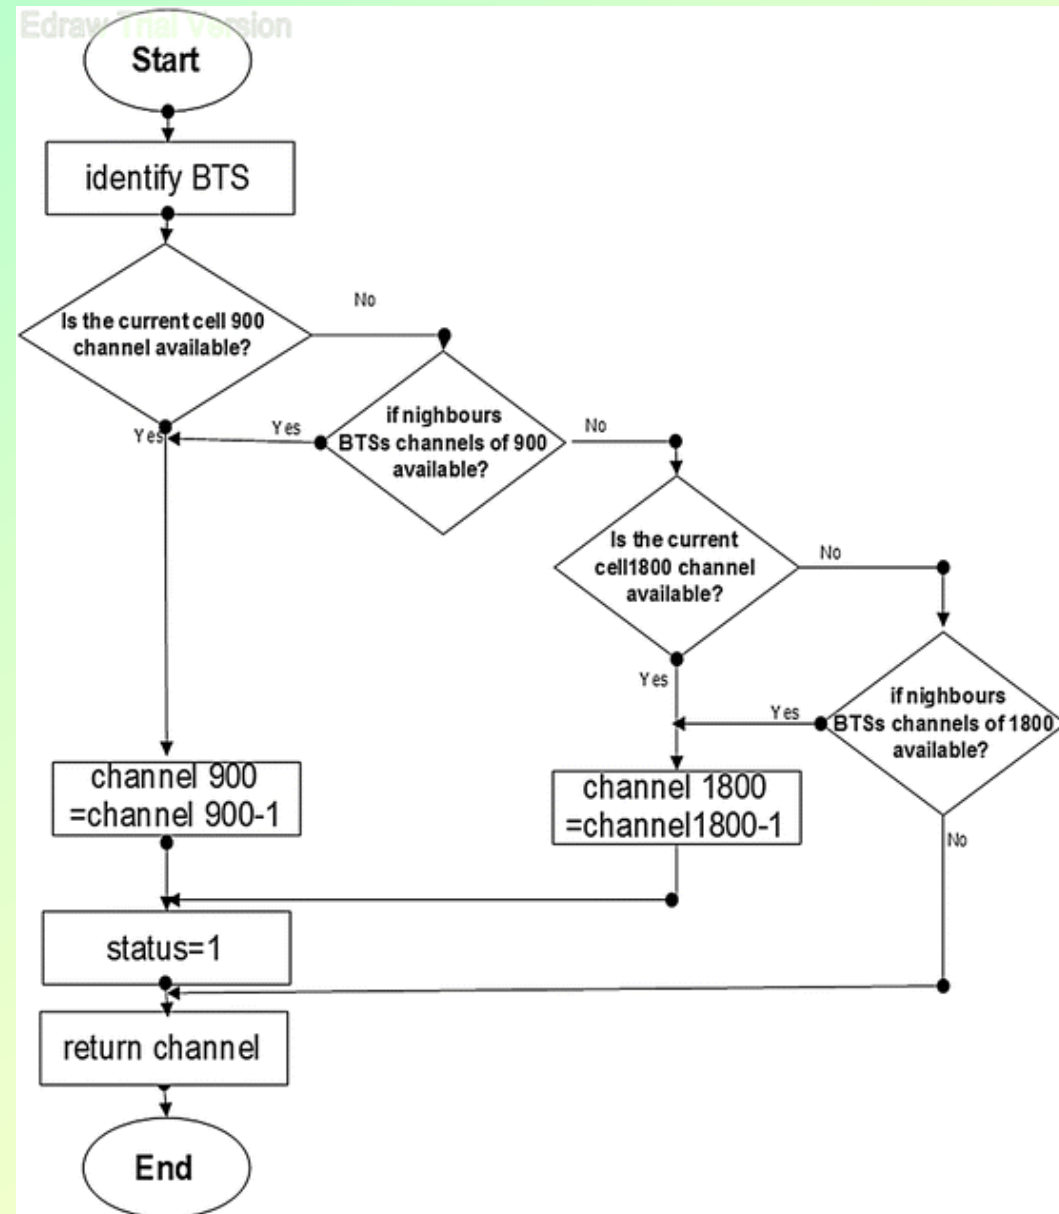 Edraw Trial Version
Start
identify BTS
Is the current cell 900
channel available?
No
Yes
if nighbours
BTSs channels of 900
available?
Yes
No
Is the current
cell1800 channel
available?
No
Yes
if nighbours
BTSs channels of 1800
available?
Yes
No
channel 900
=channel 900-1
channel 1800
=channel1800-1
status=1
return channel
End